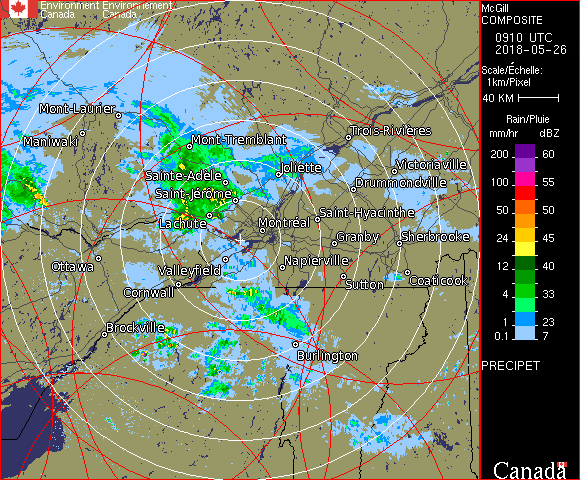 Environment Environnement
Canada Canada
McGill
COMPOSITE
0910 UTC
2018-05-26
Scale/Échelle:
1km/Pixel
40 KM
Rain/Pluie
mm/hr dBZ
200 60
150 57
100 55
50 50
24 45
12 40
4 33
1 23
0.1 7
PRECIPET
Canada
Mont-Laurier
Maniwaki
Mont-Tremblant
Trois-Rivières
Sainte-Adèle
Joliette
Victoriaville
Drummondville
Saint-Jérôme
Lachute
Montréal
Saint-Hyacinthe
Granby
Sherbrooke
Ottawa
Valleyfield
Napierville
Cornwall
Sutton
Coaticook
Brockville
Burlington